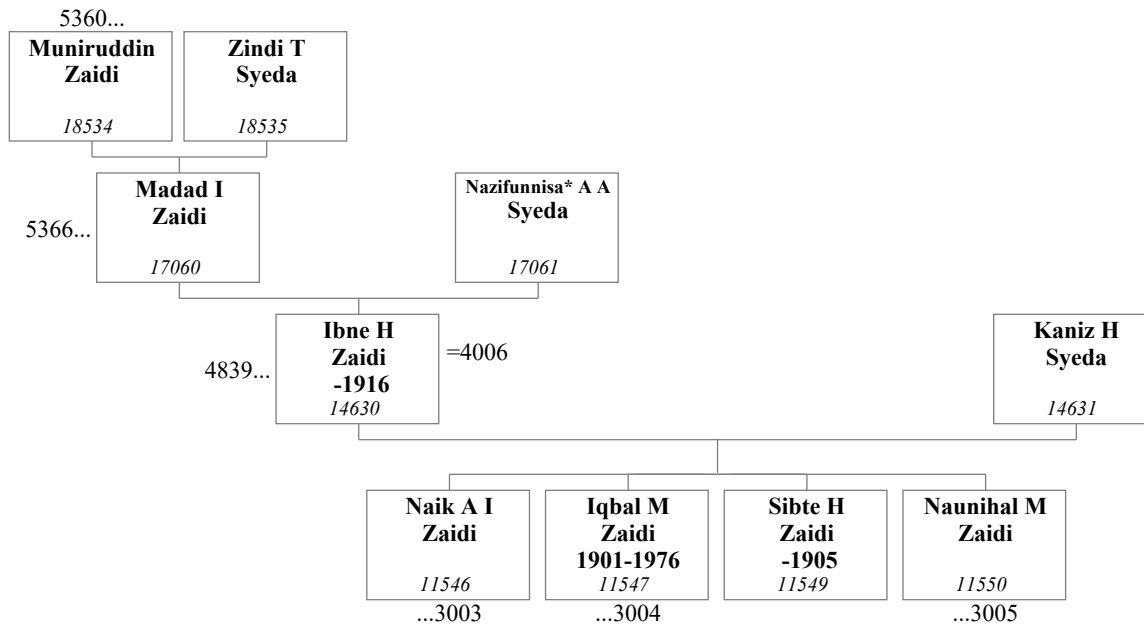 5360...
Muniruddin
Zaidi
18534
Zindi T
Syeda
18535
5366...
Madad I
Zaidi
17060
Nazifunnisa* A A
Syeda
17061
4839...
Ibne H
Zaidi
-1916
14630
=4006
Kaniz H
Syeda
14631
Naik A I
Zaidi
11546
...3003
Iqbal M
Zaidi
1901-1976
11547
...3004
Sibte H
Zaidi
-1905
11549
Naunihal M
Zaidi
11550
...3005